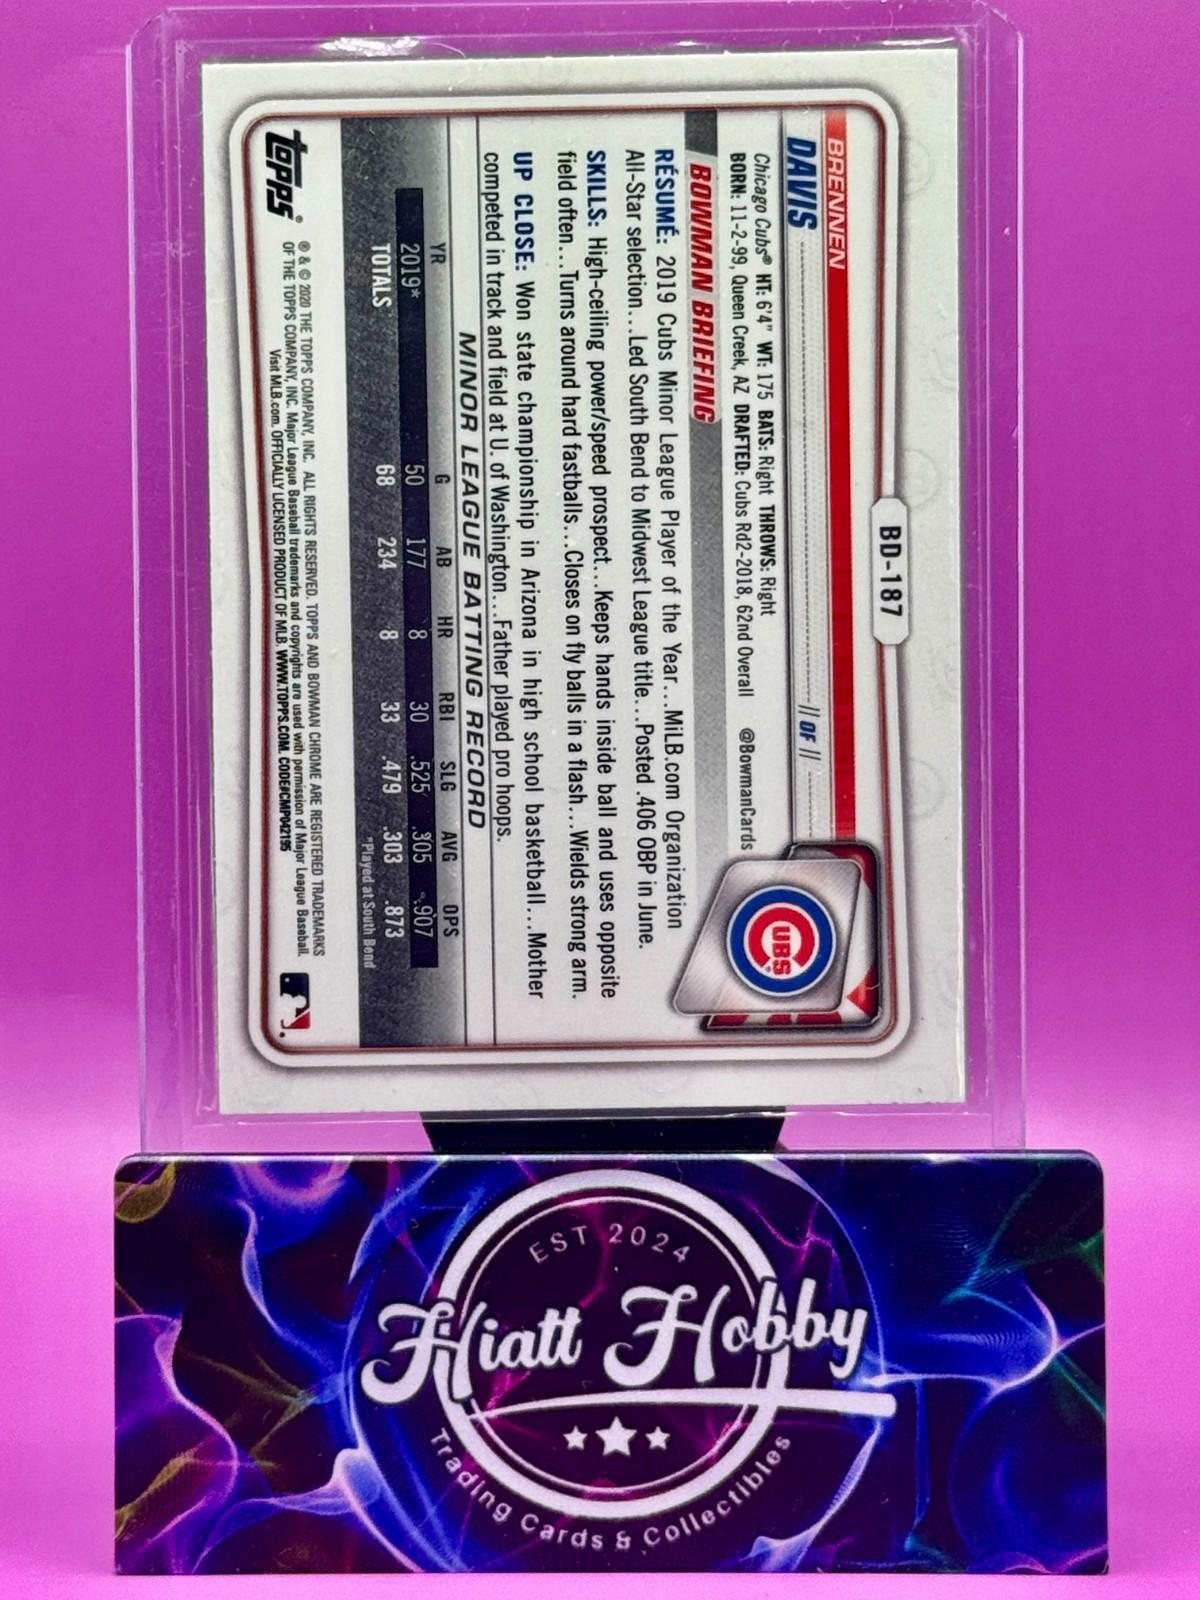 BD-187
BRENNEN
DAVIS || OF ||
Chicago Cubs® HT: 6'4" WT: 175 BATS: Right THROWS: Right
BORN: 11-2-99, Queen Creek, AZ DRAFTED: Cubs Rd2-2018, 62nd Overall @BowmanCards
BOWMAN BRIEFING
RÉSUMÉ: 2019 Cubs Minor League Player of the Year...MiLB.com Organization
All-Star selection...Led South Bend to Midwest League title...Posted .406 OBP in June.
SKILLS: High-ceiling power/speed prospect...Keeps hands inside ball and uses opposite
field often...Turns around hard fastballs...Closes on fly balls in a flash...Wields strong arm.
UP CLOSE: Won state championship in Arizona in high school basketball...Mother
competed in track and field at U. of Washington...Father played pro hoops.
MINOR LEAGUE BATTING RECORD
YR G AB HR RBI SLG AVG OPS
2019* 50 177 8 30 .525 .305 .907
TOTALS 68 234 8 33 .479 .303 .873
*Played at South Bend
CUBS
topps®
® & © 2020 THE TOPPS COMPANY, INC. ALL RIGHTS RESERVED. TOPPS AND BOWMAN CHROME ARE REGISTERED TRADEMARKS
OF THE TOPPS COMPANY, INC. Major League Baseball trademarks and copyrights are used with permission of Major League Baseball.
Visit MLB.com. OFFICIALLY LICENSED PRODUCT OF MLB. WWW.TOPPS.COM. CODE#CMP042195
EST 2024
Hiatt Hobby
Trading Cards & Collectibles